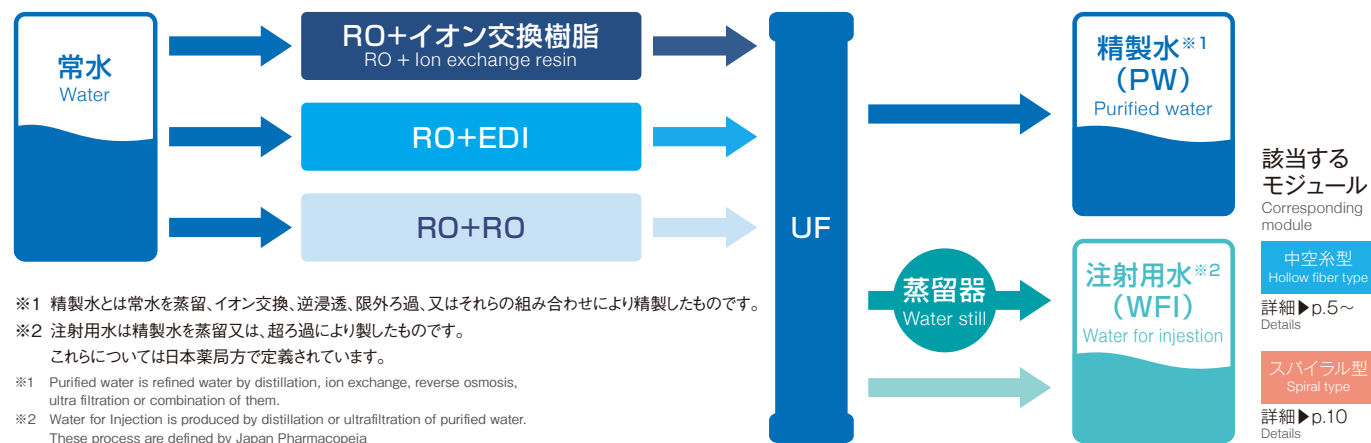 常水
Water
RO+イオン交換樹脂
RO + Ion exchange resin
RO+EDI
RO+RO
UF
精製水※1
(PW)
Purified water
蒸留器
Water still
注射用水※2
(WFI)
Water for injestion
該当する
モジュール
Corresponding
module
中空糸型
Hollow fiber type
詳細▶p.5～
Details
スパイラル型
Spiral type
詳細▶p.10
Details
※1 精製水とは常水を蒸留、イオン交換、逆浸透、限外ろ過、又はそれらの組み合わせにより精製したものです。
※2 注射用水は精製水を蒸留又は、超ろ過により製したものです。
これらについては日本薬局方で定義されています。
※1 Purified water is refined water by distillation, ion exchange, reverse osmosis,
ultra filtration or combination of them.
※2 Water for Injection is produced by distillation or ultrafiltration of purified water.
These process are defined by Japan Pharmacopeia